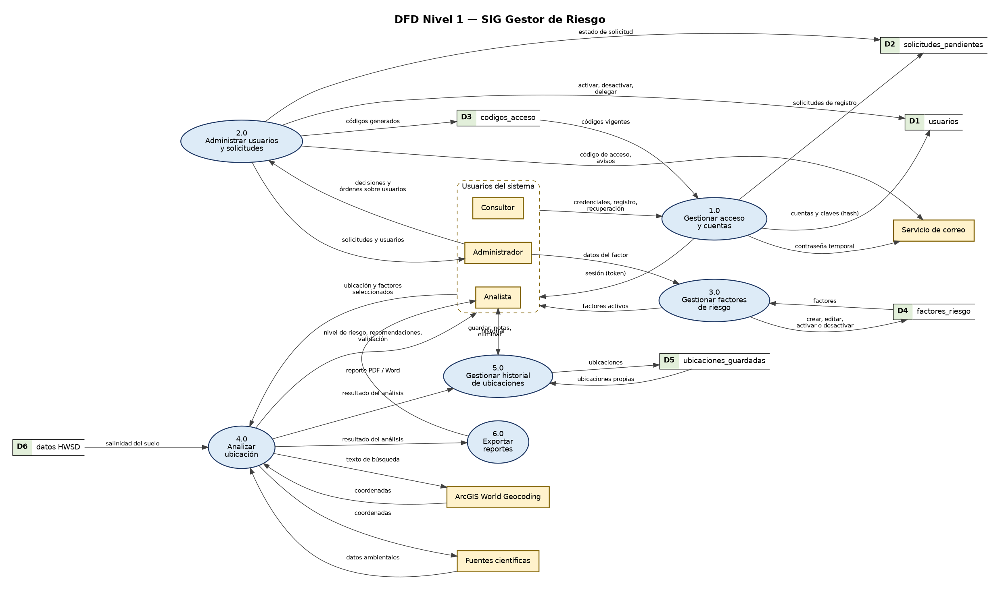 DFD Nivel 1 — SIG Gestor de Riesgo
estado de solicitud
D2 solicitudes_pendientes
activar, desactivar,
delegar
solicitudes de registro
D3 codigos_acceso
códigos generados
códigos vigentes
D1 usuarios
2.0
Administrar usuarios
y solicitudes
código de acceso,
avisos
decisiones y
órdenes sobre usuarios
Usuarios del sistema
Consultor
credenciales, registro,
recuperación
1.0
Gestionar acceso
y cuentas
cuentas y claves (hash)
Servicio de correo
contraseña temporal
solicitudes y usuarios
Administrador
datos del factor
sesión (token)
ubicación y factores
seleccionados
Analista
factores activos
3.0
Gestionar factores
de riesgo
factores
D4 factores_riesgo
crear, editar,
activar o desactivar
nivel de riesgo, recomendaciones,
validación
guardar, notas,
eliminar
historial
reporte PDF / Word
5.0
Gestionar historial
de ubicaciones
ubicaciones
D5 ubicaciones_guardadas
ubicaciones propias
resultado del análisis
D6 datos HWSD
salinidad del suelo
4.0
Analizar
ubicación
resultado del análisis
6.0
Exportar
reportes
texto de búsqueda
coordenadas
ArcGIS World Geocoding
coordenadas
datos ambientales
Fuentes científicas